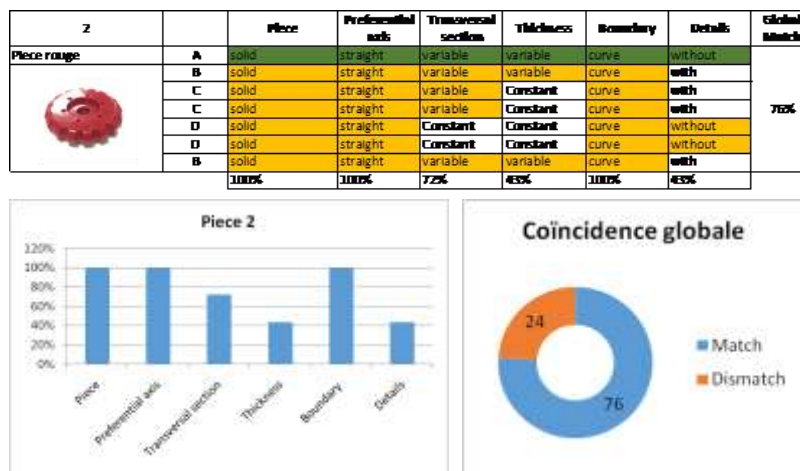 2 Piece Preferential axis Transversal section Thickness Boundary Details Global Match
Piece rouge A solid straight variable variable curve without
B solid straight variable variable curve with
C solid straight variable Constant curve with
C solid straight variable Constant curve with
76%
D solid straight Constant Constant curve without
D solid straight Constant Constant curve without
B solid straight variable variable curve with
100% 100% 72% 43% 100% 43%
Piece 2
120%
100%
80%
60%
40%
20%
0%
Piece
Preferential axis
Transversal section
Thickness
Boundary
Details
Coïncidence globale
24
76
Match
Dismatch